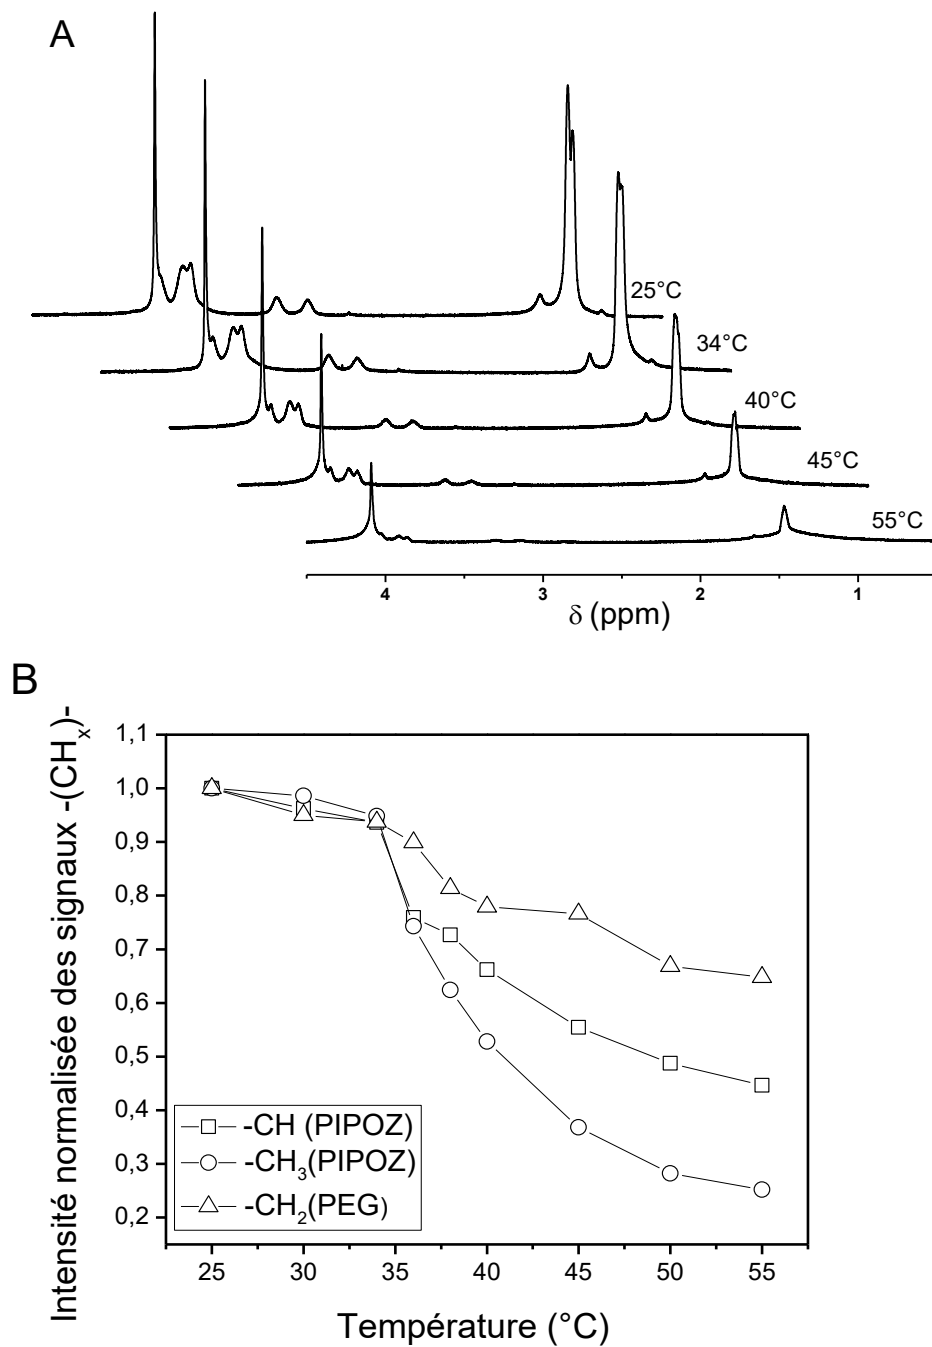 A
25°C
34°C
40°C
45°C
55°C
4 3 2 1
δ (ppm)
B
Intensité normalisée des signaux -(CHₓ)-
1,1
1,0
0,9
0,8
0,7
0,6
0,5
0,4
0,3
0,2
-CH (PIPOZ)
-CH₃(PIPOZ)
-CH₂(PEG)
25 30 35 40 45 50 55
Température (°C)